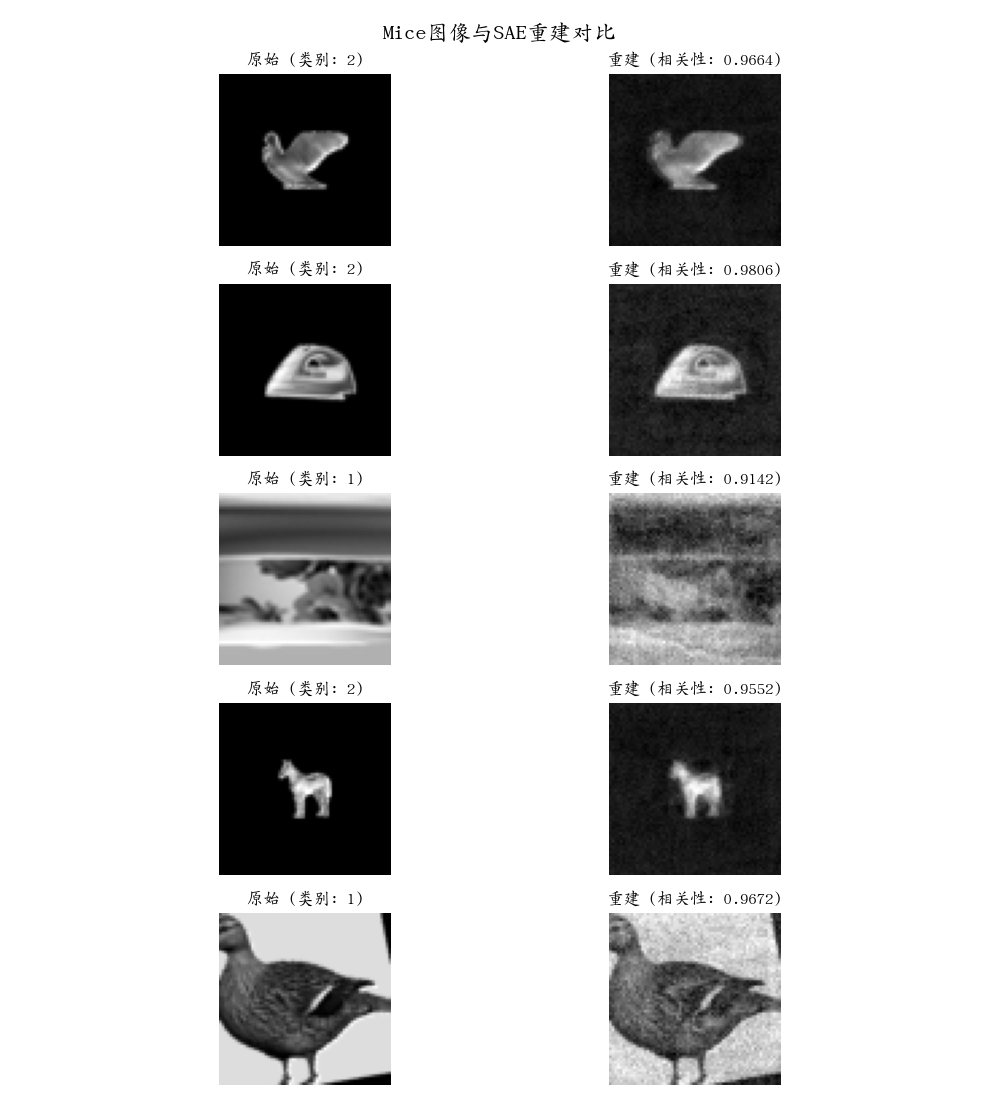 Mice图像与SAE重建对比
原始 (类别: 2)
重建 (相关性: 0.9664)
原始 (类别: 2)
重建 (相关性: 0.9806)
原始 (类别: 1)
重建 (相关性: 0.9142)
原始 (类别: 2)
重建 (相关性: 0.9552)
原始 (类别: 1)
重建 (相关性: 0.9672)